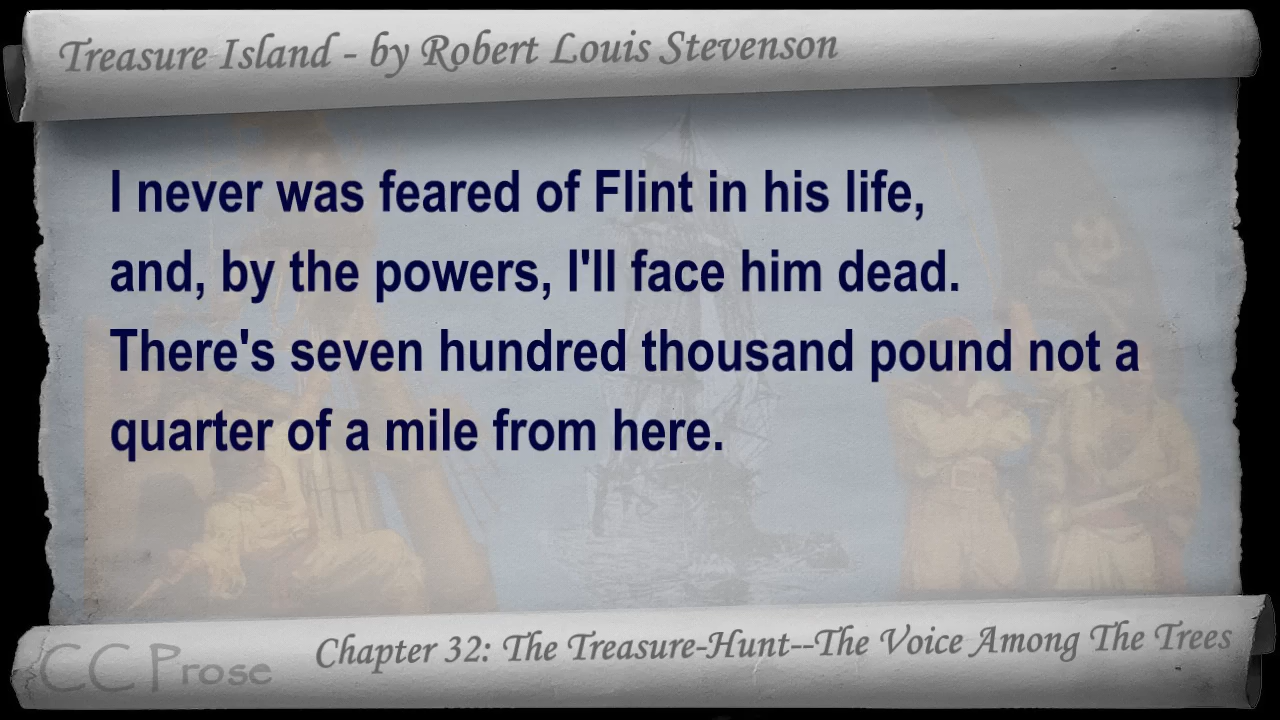 Treasure Island - by Robert Louis Stevenson
I never was feared of Flint in his life,
and, by the powers, I'll face him dead.
There's seven hundred thousand pound not a
quarter of a mile from here.
Chapter 32: The Treasure-Hunt--The Voice Among The Trees
CC Prose